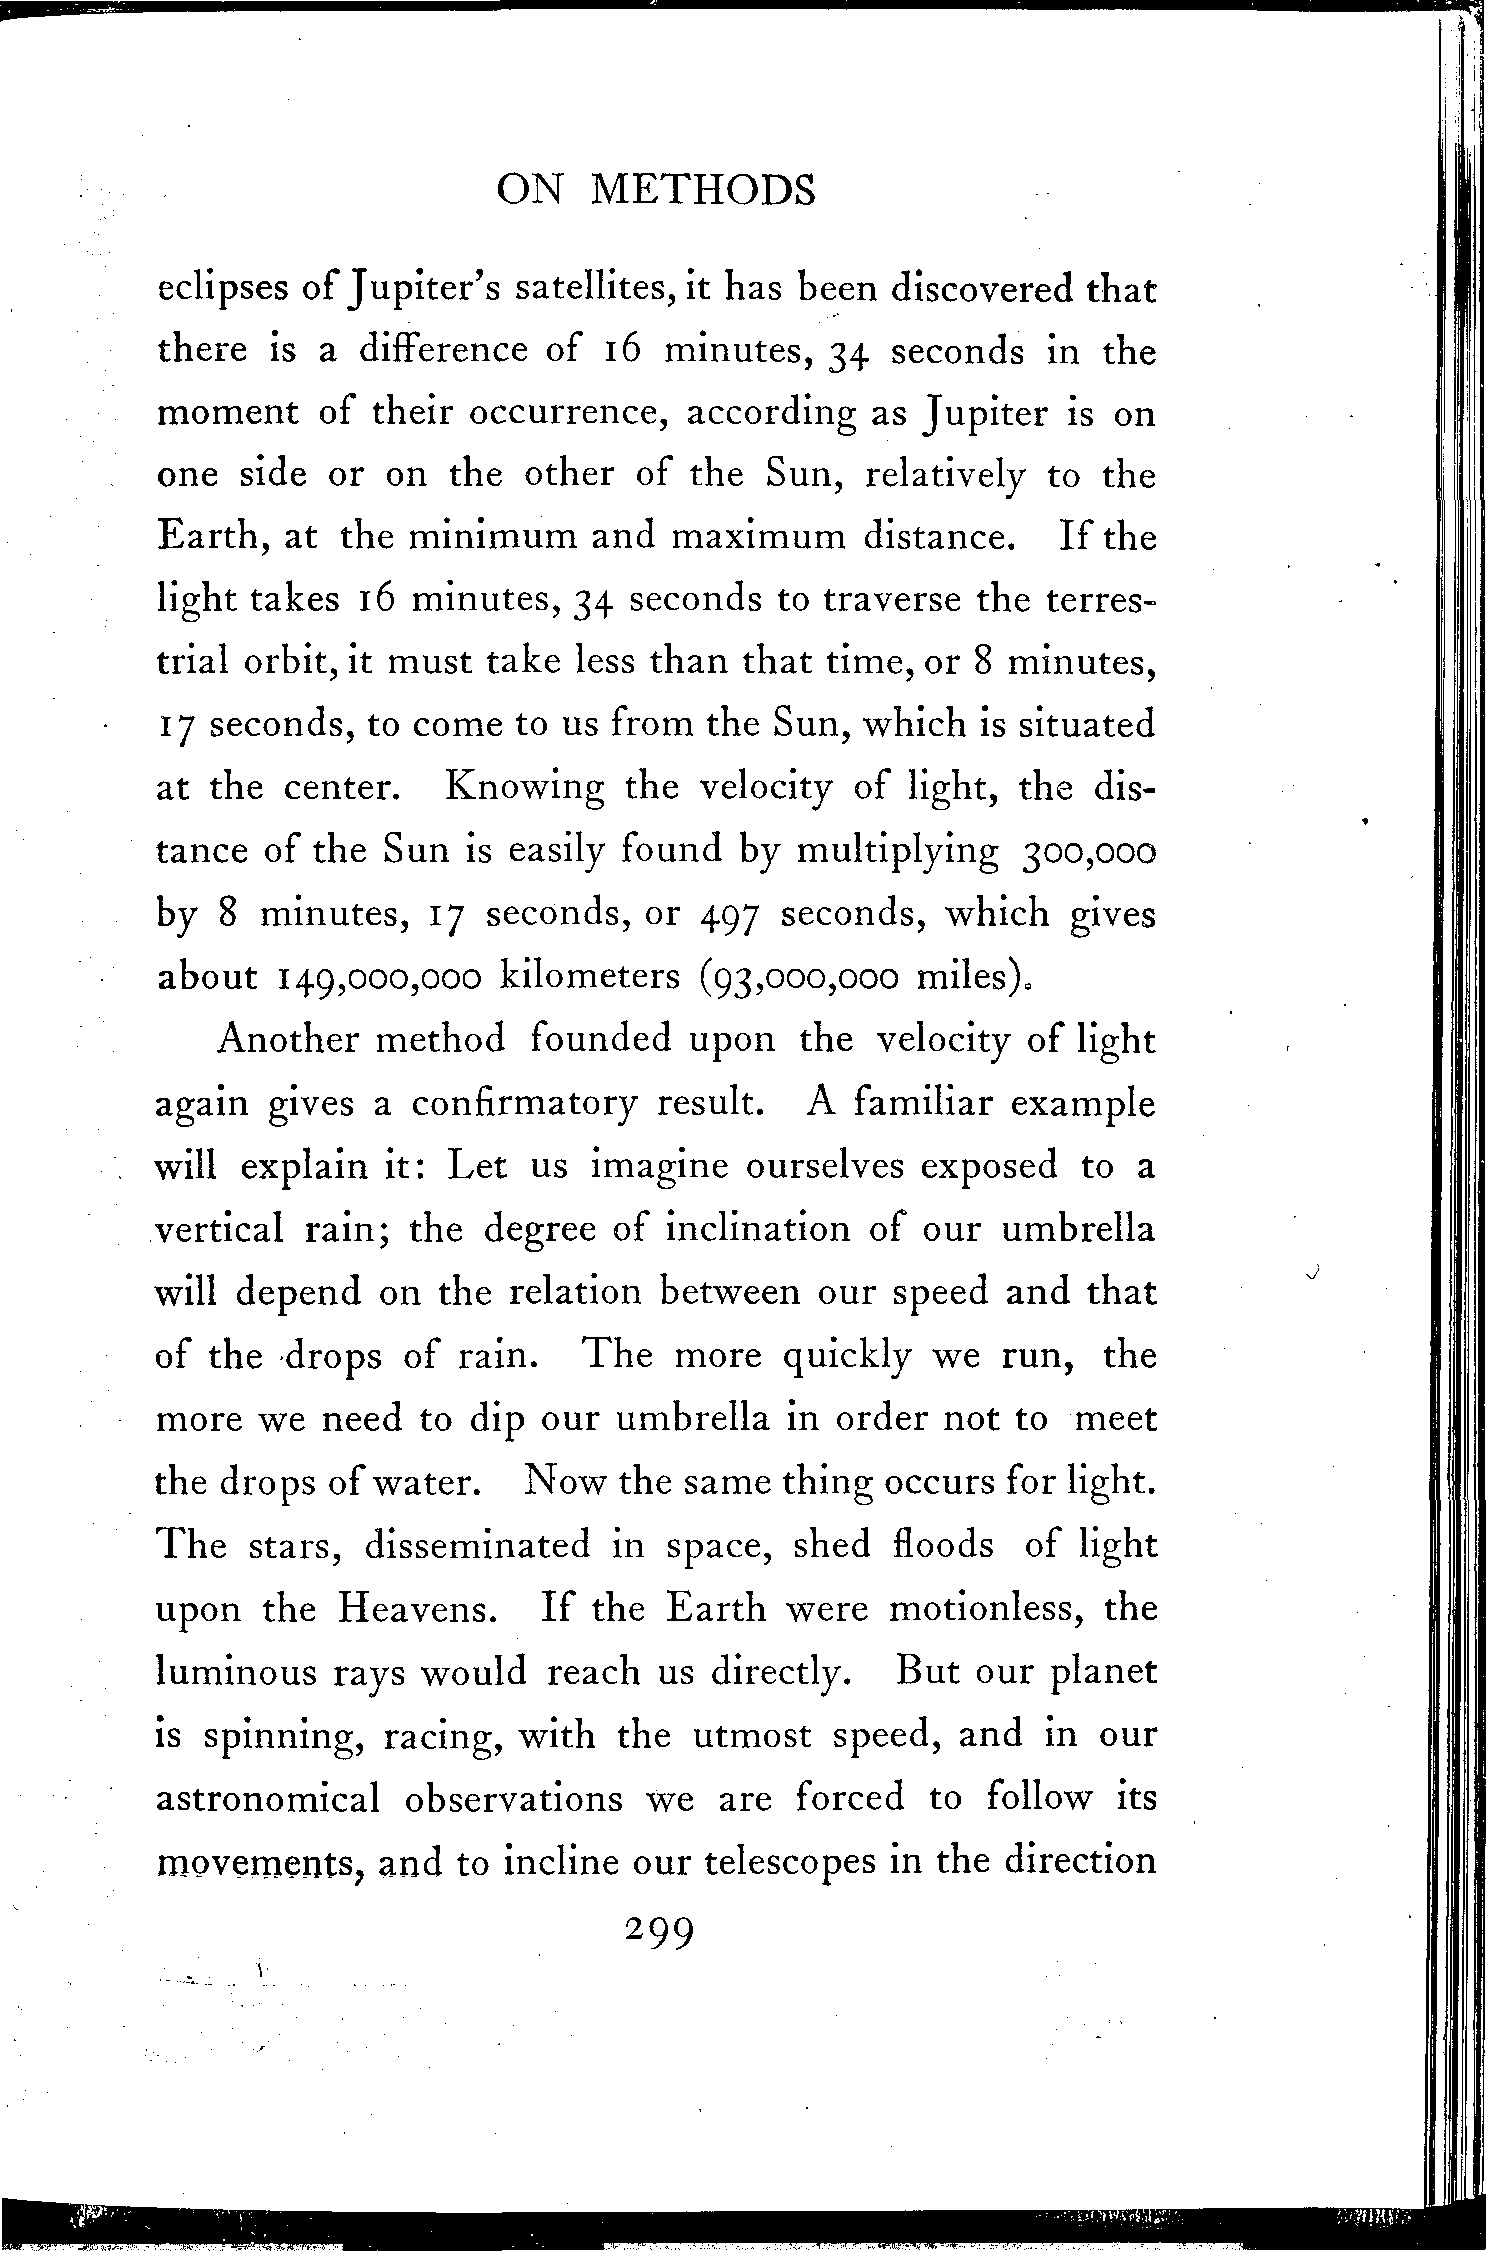 ON METHODS
eclipses of Jupiter's satellites, it has been discovered that
there is a difference of 16 minutes, 34 seconds in the
moment of their occurrence, according as Jupiter is on
one side or on the other of the Sun, relatively to the
Earth, at the minimum and maximum distance. If the
light takes 16 minutes, 34 seconds to traverse the terres-
trial orbit, it must take less than that time, or 8 minutes,
17 seconds, to come to us from the Sun, which is situated
at the center. Knowing the velocity of light, the dis-
tance of the Sun is easily found by multiplying 300,000
by 8 minutes, 17 seconds, or 497 seconds, which gives
about 149,000,000 kilometers (93,000,000 miles).
Another method founded upon the velocity of light
again gives a confirmatory result. A familiar example
will explain it: Let us imagine ourselves exposed to a
vertical rain; the degree of inclination of our umbrella
will depend on the relation between our speed and that
of the drops of rain. The more quickly we run, the
more we need to dip our umbrella in order not to meet
the drops of water. Now the same thing occurs for light.
The stars, disseminated in space, shed floods of light
upon the Heavens. If the Earth were motionless, the
luminous rays would reach us directly. But our planet
is spinning, racing, with the utmost speed, and in our
astronomical observations we are forced to follow its
movements, and to incline our telescopes in the direction
299